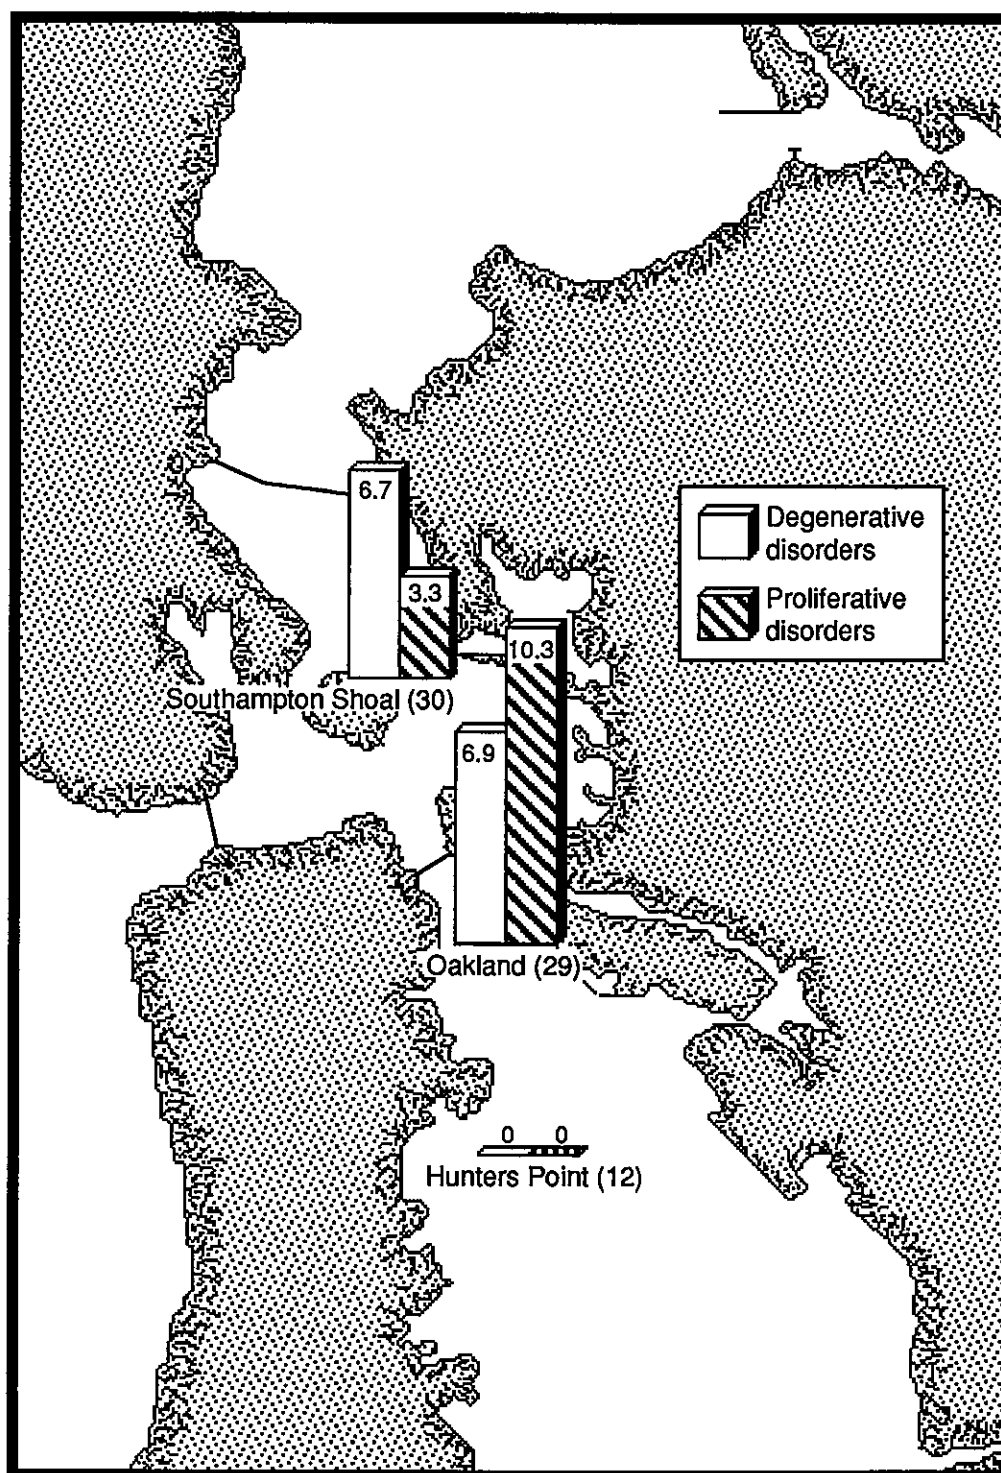 6.7
3.3
Southampton Shoal (30)
Degenerative
disorders
Proliferative
disorders
10.3
6.9
Oakland (29)
0 0
Hunters Point (12)